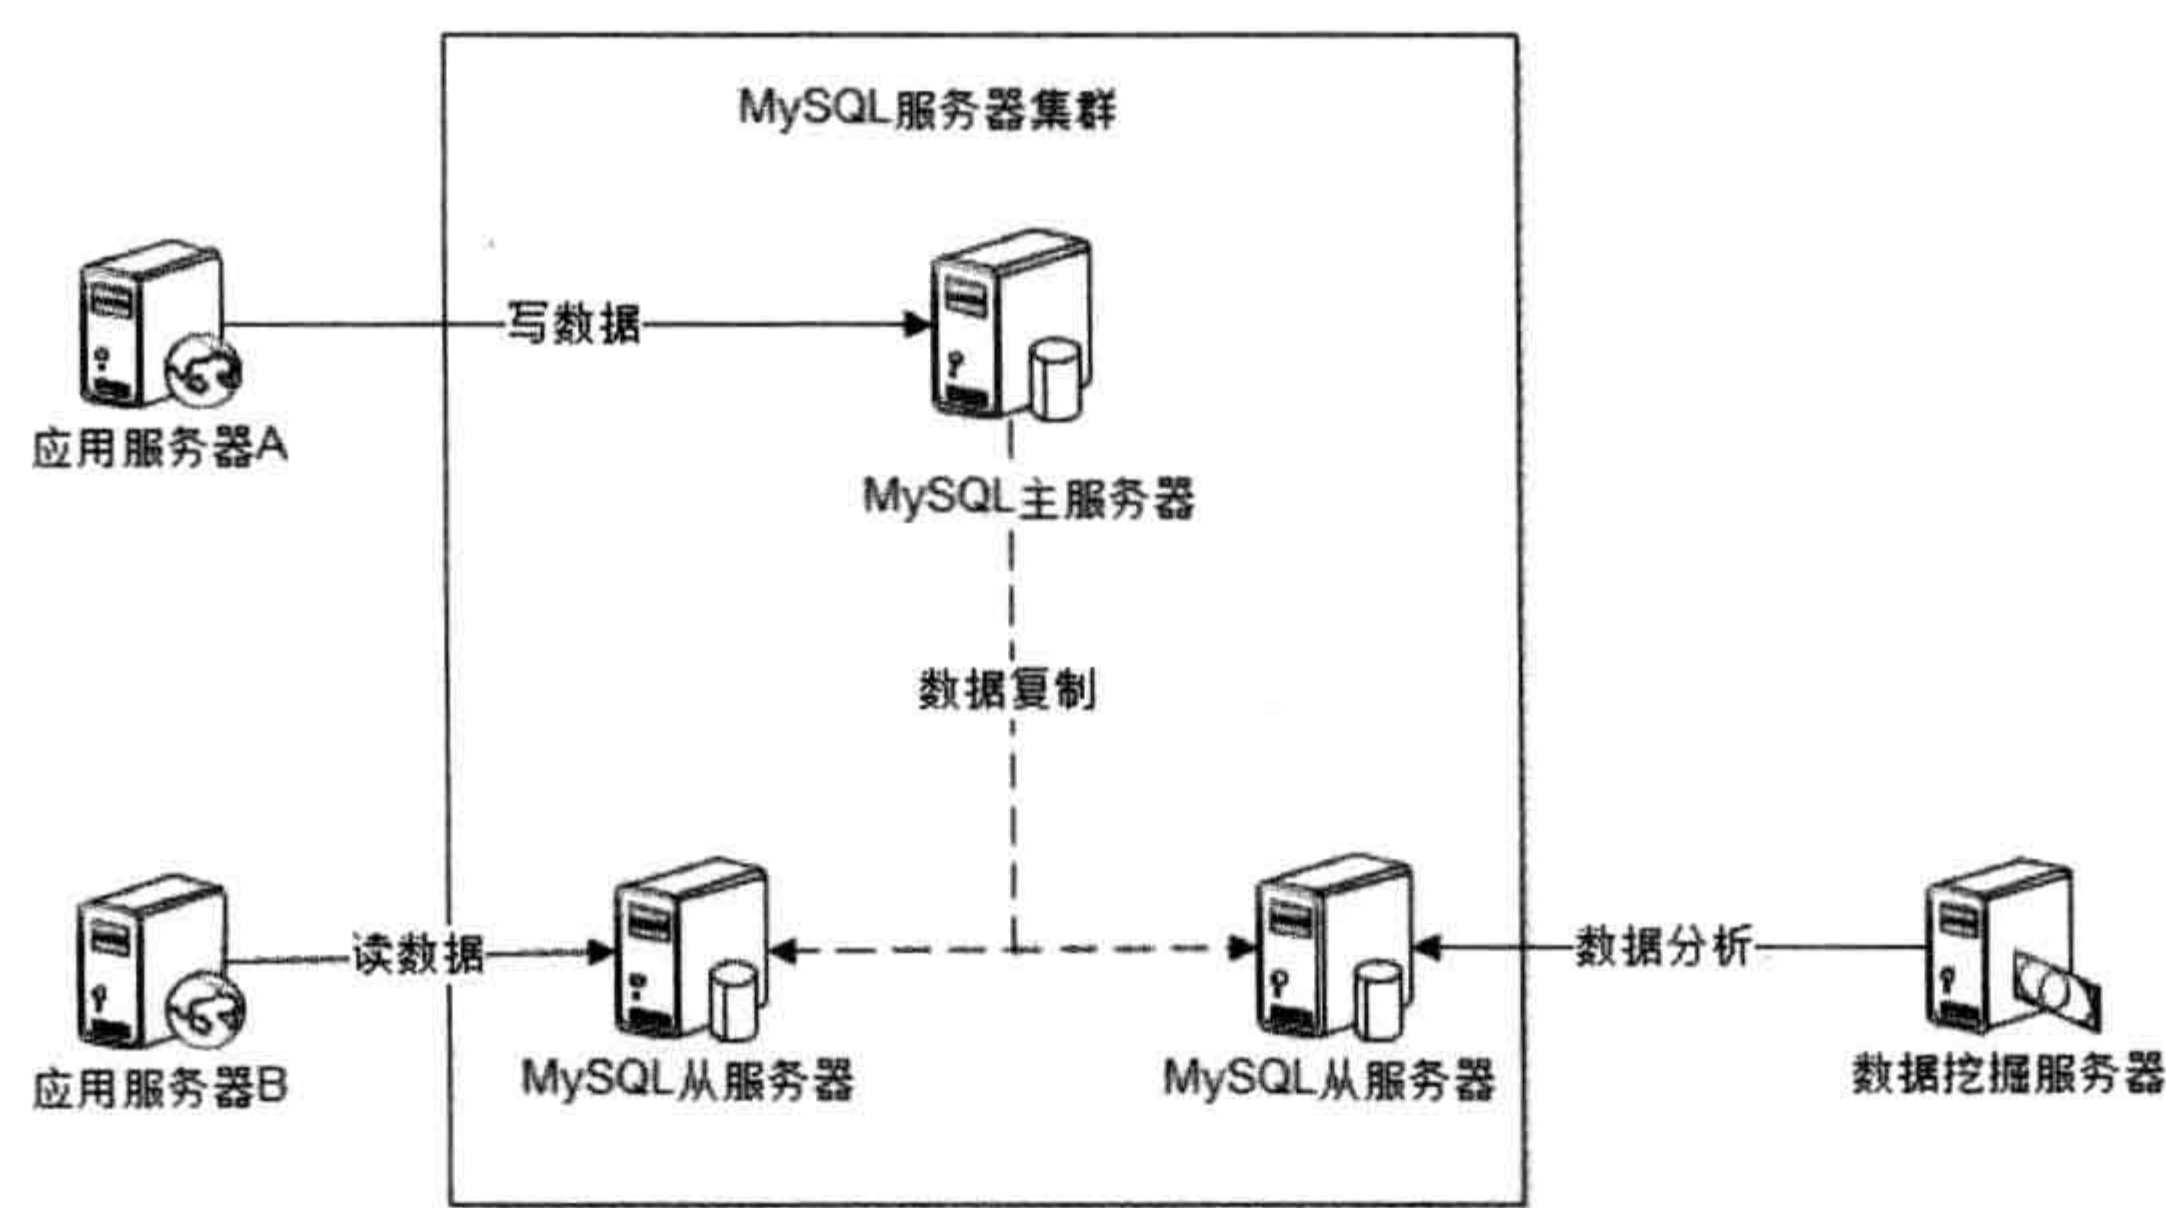 MySQL服务器集群
写数据
应用服务器A
MySQL主服务器
数据复制
读数据
数据分析
应用服务器B
MySQL从服务器
MySQL从服务器
数据挖掘服务器